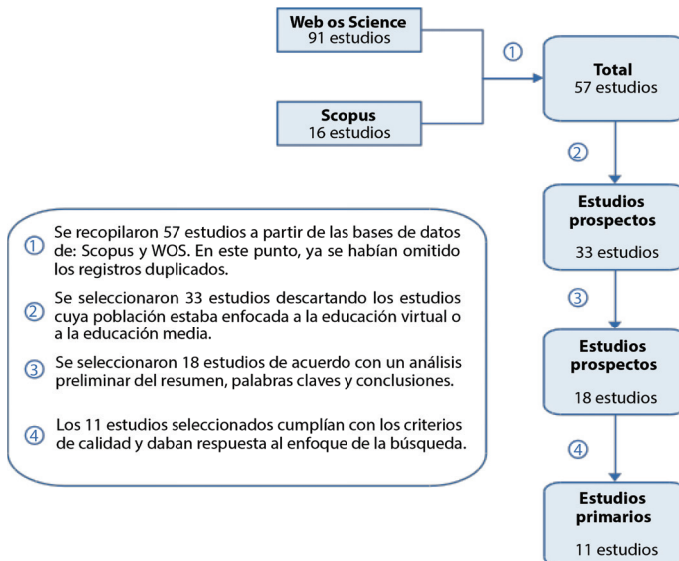 Web os Science
91 estudios
①
Total
57 estudios
Scopus
16 estudios
②
Estudios
prospectos
33 estudios
③
Estudios
prospectos
18 estudios
④
Estudios
primarios
11 estudios
① Se recopilaron 57 estudios a partir de las bases de datos
de: Scopus y WOS. En este punto, ya se habían omitido
los registros duplicados.
② Se seleccionaron 33 estudios descartando los estudios
cuya población estaba enfocada a la educación virtual o
a la educación media.
③ Se seleccionaron 18 estudios de acuerdo con un análisis
preliminar del resumen, palabras claves y conclusiones.
④ Los 11 estudios seleccionados cumplían con los criterios
de calidad y daban respuesta al enfoque de la búsqueda.